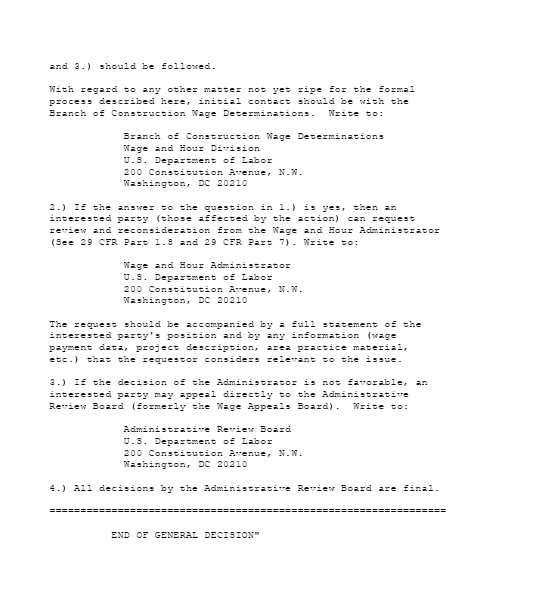 and 3.) should be followed.
With regard to any other matter not yet ripe for the formal
process described here, initial contact should be with the
Branch of Construction Wage Determinations.  Write to:
Branch of Construction Wage Determinations
Wage and Hour Division
U.S. Department of Labor
200 Constitution Avenue, N.W.
Washington, DC 20210
2.) If the answer to the question in 1.) is yes, then an
interested party (those affected by the action) can request
review and reconsideration from the Wage and Hour Administrator
(See 29 CFR Part 1.8 and 29 CFR Part 7). Write to:
Wage and Hour Administrator
U.S. Department of Labor
200 Constitution Avenue, N.W.
Washington, DC 20210
The request should be accompanied by a full statement of the
interested party's position and by any information (wage
payment data, project description, area practice material,
etc.) that the requestor considers relevant to the issue.
3.) If the decision of the Administrator is not favorable, an
interested party may appeal directly to the Administrative
Review Board (formerly the Wage Appeals Board).  Write to:
Administrative Review Board
U.S. Department of Labor
200 Constitution Avenue, N.W.
Washington, DC 20210
4.) All decisions by the Administrative Review Board are final.
================================================================
END OF GENERAL DECISION"